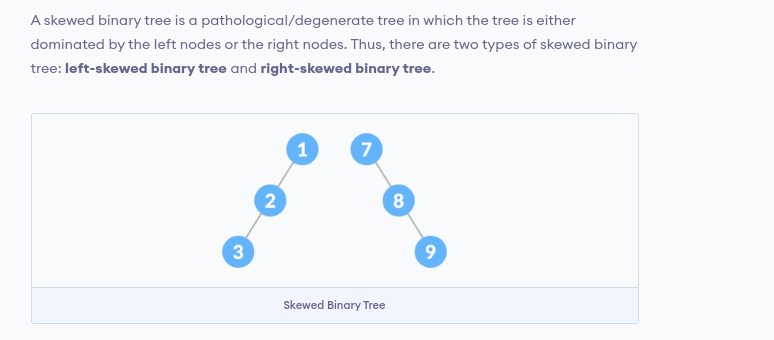 A skewed binary tree is a pathological/degenerate tree in which the tree is either
dominated by the left nodes or the right nodes. Thus, there are two types of skewed binary
tree: left-skewed binary tree and right-skewed binary tree.
1 7
2 8
3 9
Skewed Binary Tree